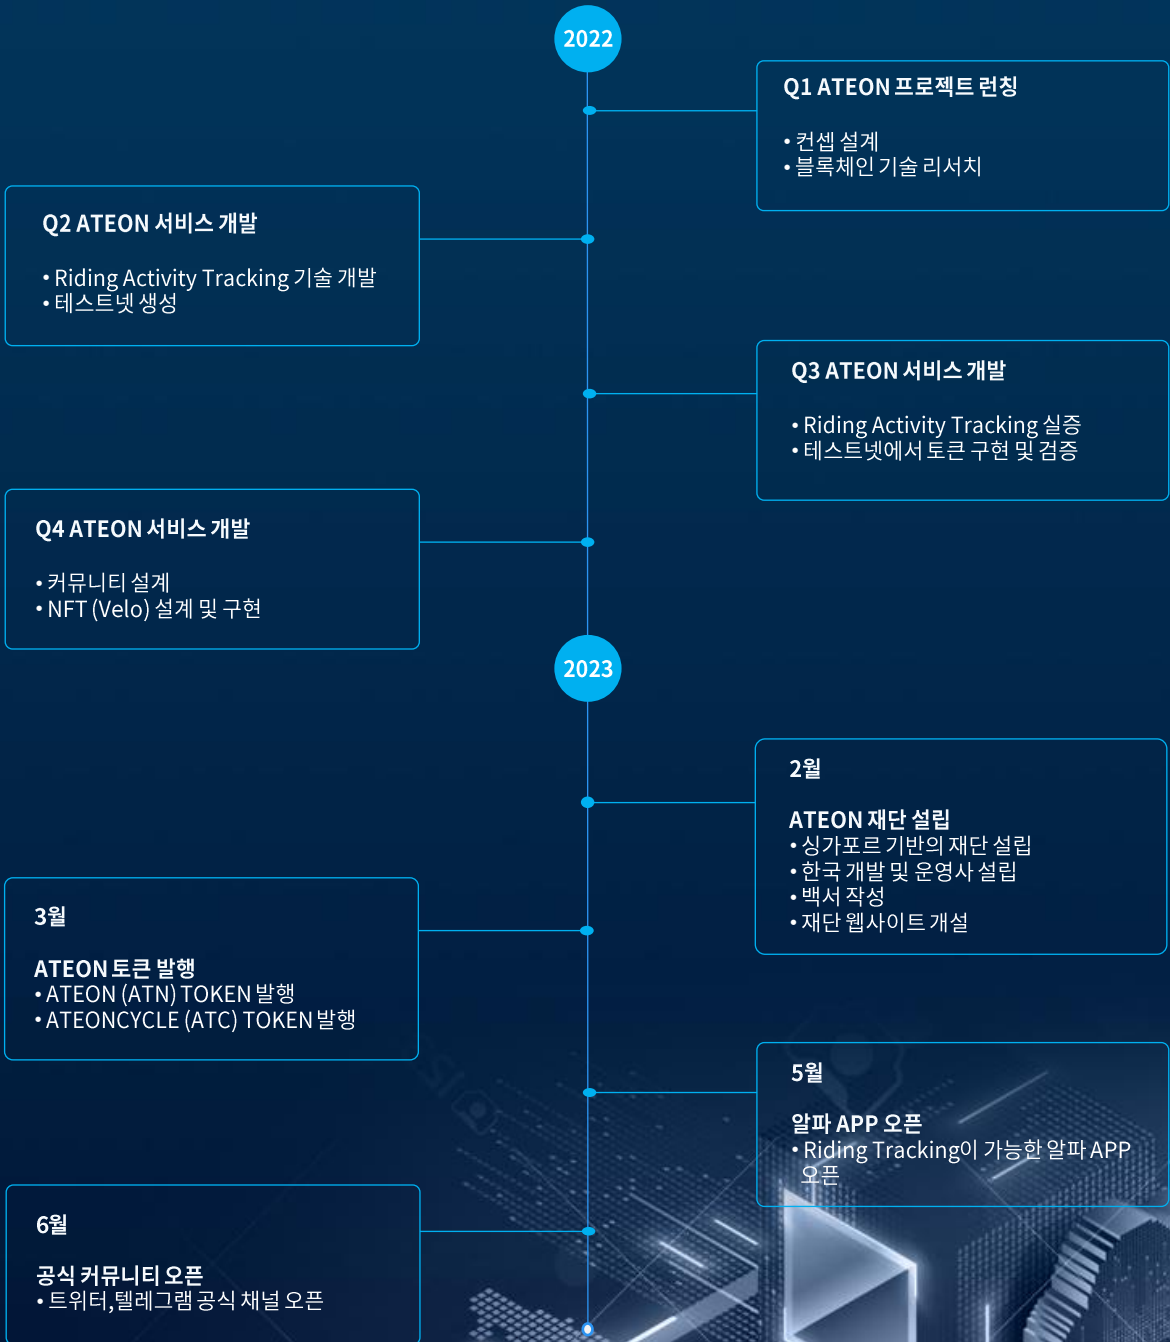 2022
Q1 ATEON 프로젝트 런칭
• 컨셉 설계
• 블록체인 기술 리서치
Q2 ATEON 서비스 개발
• Riding Activity Tracking 기술 개발
• 테스트넷 생성
Q3 ATEON 서비스 개발
• Riding Activity Tracking 실증
• 테스트넷에서 토큰 구현 및 검증
Q4 ATEON 서비스 개발
• 커뮤니티 설계
• NFT (Velo) 설계 및 구현
2023
2월
ATEON 재단 설립
• 싱가포르 기반의 재단 설립
• 한국 개발 및 운영사 설립
• 백서 작성
• 재단 웹사이트 개설
3월
ATEON 토큰 발행
• ATEON (ATN) TOKEN 발행
• ATEONCYCLE (ATC) TOKEN 발행
5월
알파 APP 오픈
• Riding Tracking이 가능한 알파 APP
오픈
6월
공식 커뮤니티 오픈
• 트위터,텔레그램 공식 채널 오픈